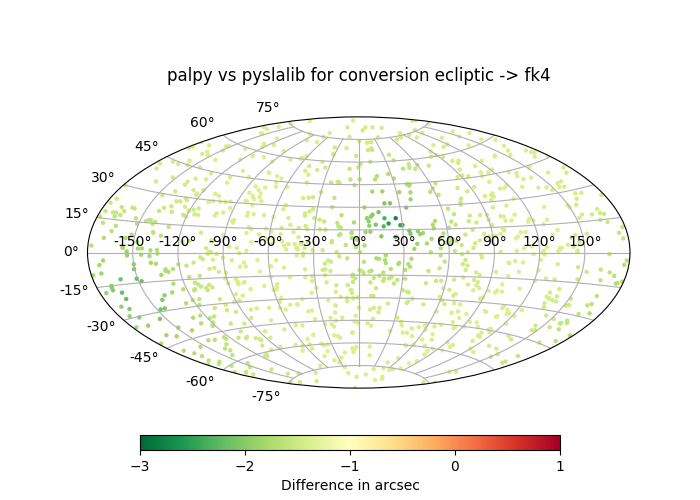 palpy vs pyslalib for conversion ecliptic -> fk4
75°
60°
45°
30°
15°
-150° -120° -90° -60° -30° 0° 30° 60° 90° 120° 150°
0°
-15°
-30°
-45°
-60°
-75°
−3 −2 −1 0 1
Difference in arcsec